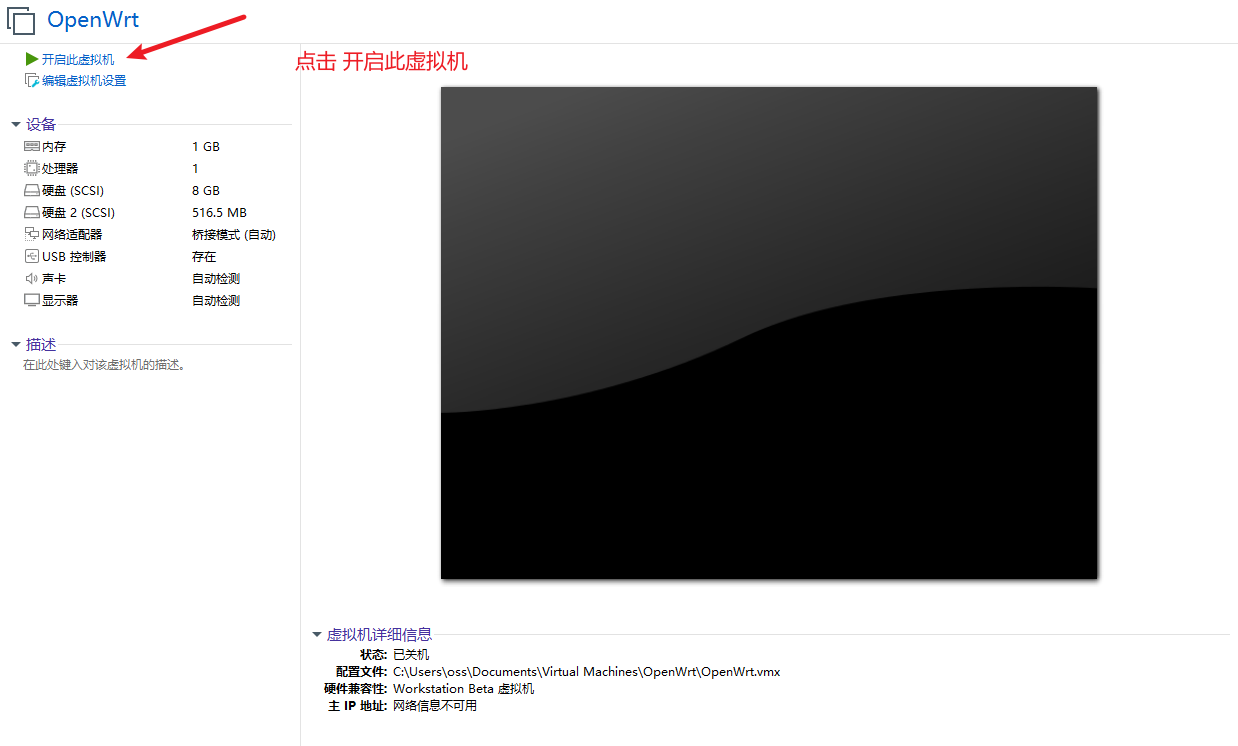 OpenWrt
开启此虚拟机
点击 开启此虚拟机
编辑虚拟机设置
设备
内存 1 GB
处理器 1
硬盘 (SCSI) 8 GB
硬盘 2 (SCSI) 516.5 MB
网络适配器 桥接模式 (自动)
USB 控制器 存在
声卡 自动检测
显示器 自动检测
描述
在此处键入对该虚拟机的描述。
虚拟机详细信息
状态: 已关机
配置文件: C:\Users\oss\Documents\Virtual Machines\OpenWrt\OpenWrt.vmx
硬件兼容性: Workstation Beta 虚拟机
主 IP 地址: 网络信息不可用